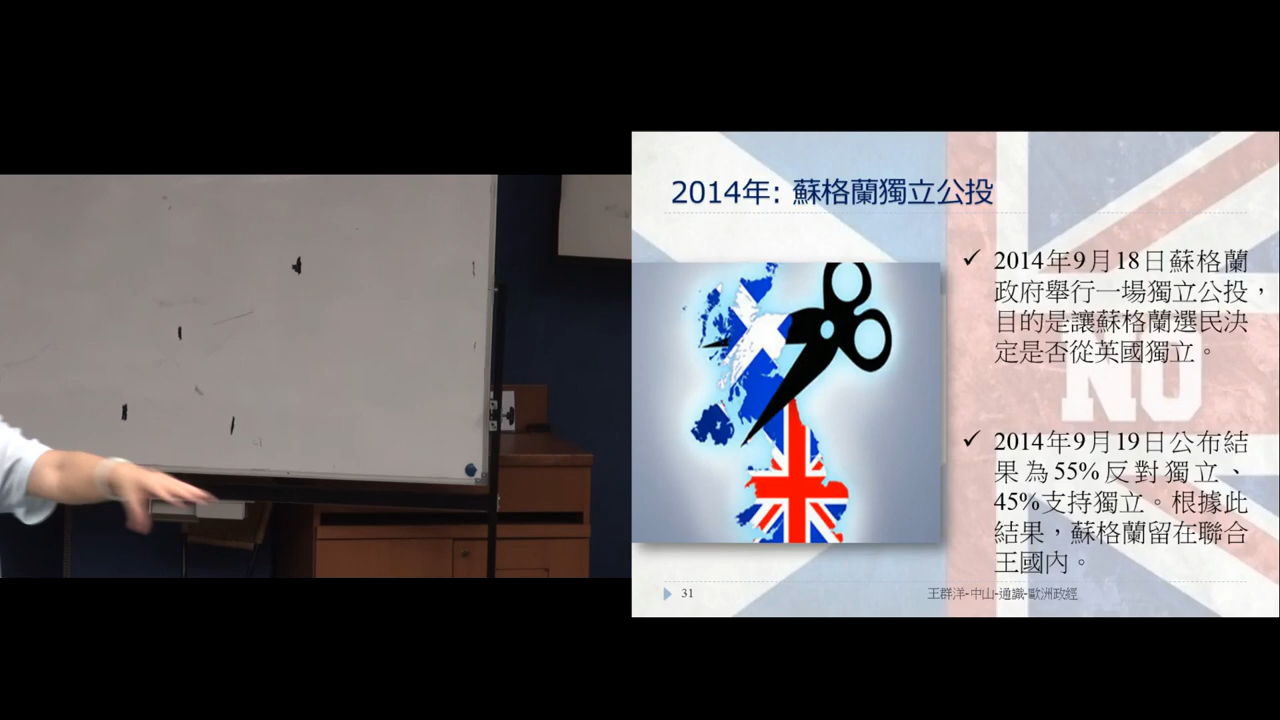 2014年: 蘇格蘭獨立公投
✓ 2014年9月18日蘇格蘭
政府舉行一場獨立公投，
目的是讓蘇格蘭選民決
定是否從英國獨立。
NO
✓ 2014年9月19日公布結
果為55%反對獨立、
45%支持獨立。根據此
結果，蘇格蘭留在聯合
王國內。
31
王群洋-中山-通識-歐洲政經